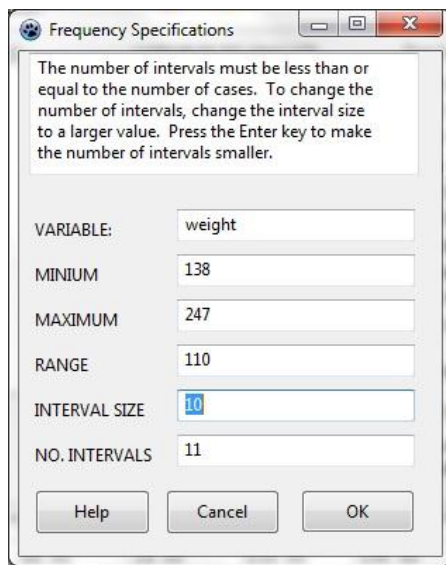 Frequency Specifications
The number of intervals must be less than or
equal to the number of cases. To change the
number of intervals, change the interval size
to a larger value. Press the Enter key to make
the number of intervals smaller.
VARIABLE: weight
MINIUM 138
MAXIMUM 247
RANGE 110
INTERVAL SIZE 10
NO. INTERVALS 11
Help Cancel OK